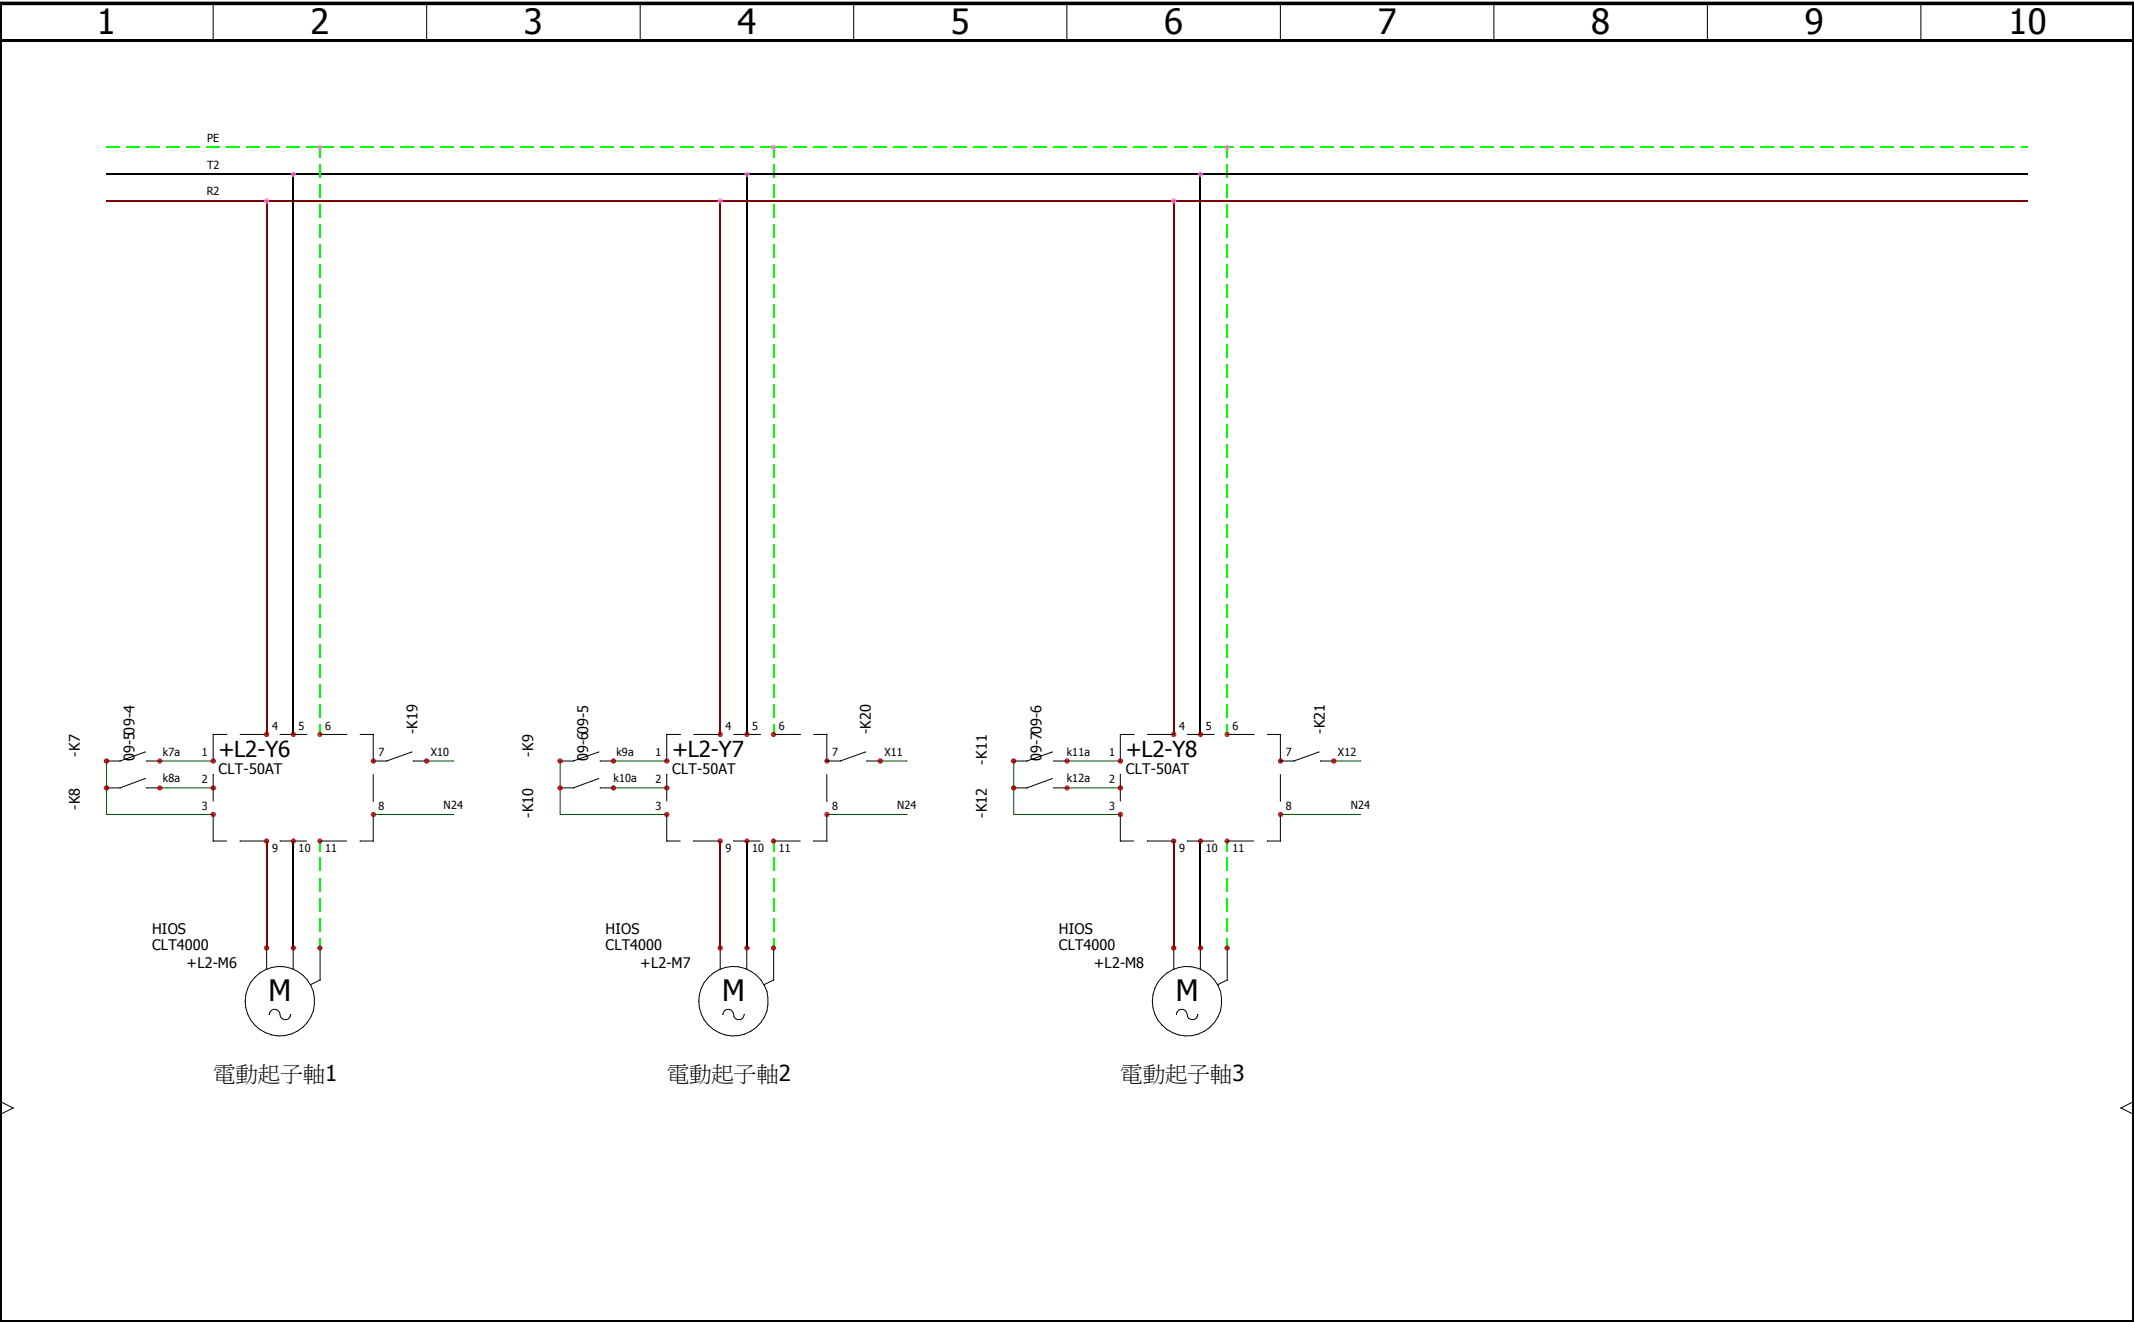 1 2 3 4 5 6 7 8 9 10
PE
T2
R2
-K7
09-4
09-5
k7a
1
4
5
6
+L2-Y6
CLT-50AT
7
-K19
X10
-K8
k8a
2
3
8
N24
9
10
11
HIOS
CLT4000
+L2-M6
M
電動起子軸1
-K9
09-5
09-6
k9a
1
4
5
6
+L2-Y7
CLT-50AT
7
-K20
X11
-K10
k10a
2
3
8
N24
9
10
11
HIOS
CLT4000
+L2-M7
M
電動起子軸2
-K11
09-6
09-7
k11a
1
4
5
6
+L2-Y8
CLT-50AT
7
-K21
X12
-K12
k12a
2
3
8
N24
9
10
11
HIOS
CLT4000
+L2-M8
M
電動起子軸3